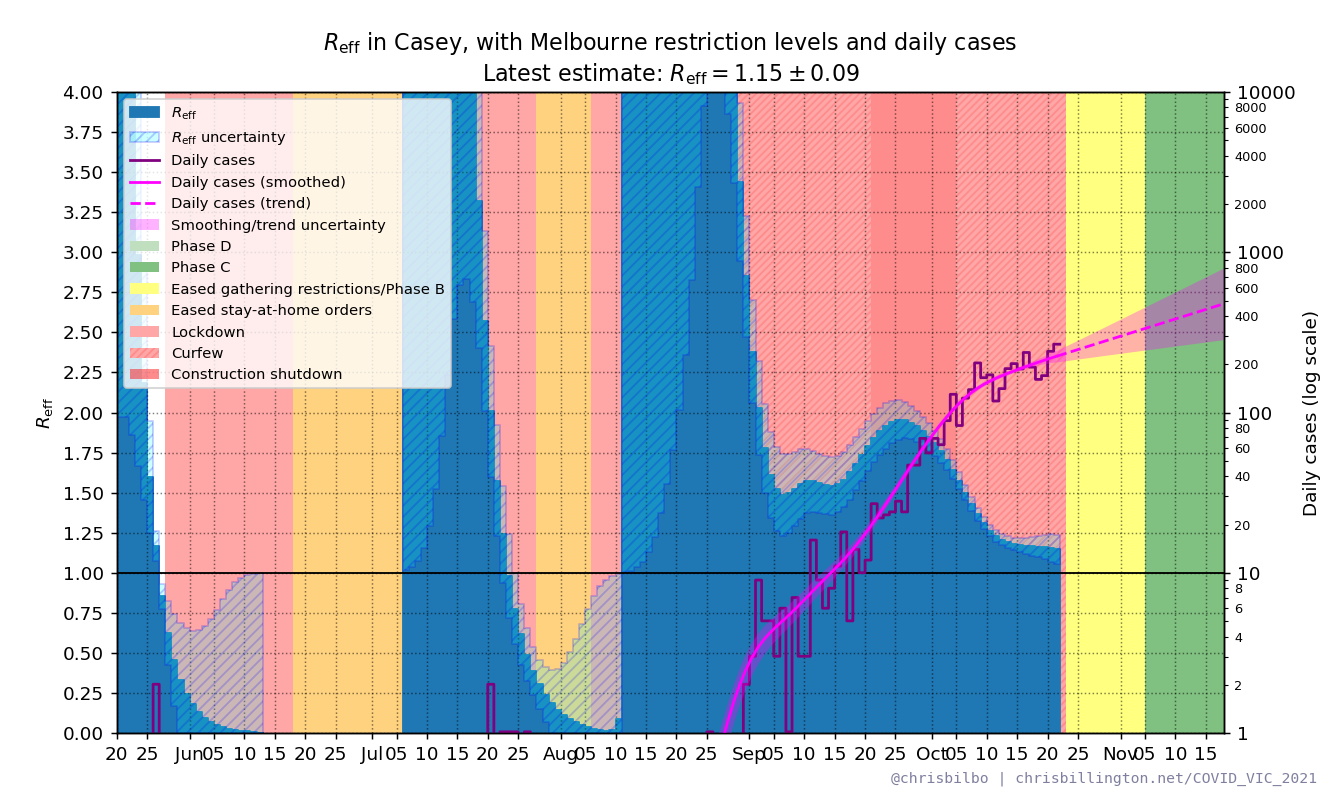 Reff in Casey, with Melbourne restriction levels and daily cases
Latest estimate: Reff = 1.15 ± 0.09
Reff
Reff uncertainty
Daily cases
Daily cases (smoothed)
Daily cases (trend)
Smoothing/trend uncertainty
Phase D
Phase C
Eased gathering restrictions/Phase B
Eased stay-at-home orders
Lockdown
Curfew
Construction shutdown
Reff
4.00
3.75
3.50
3.25
3.00
2.75
2.50
2.25
2.00
1.75
1.50
1.25
1.00
0.75
0.50
0.25
0.00
10000
8000
6000
4000
2000
1000
800
600
400
200
100
80
60
40
20
10
8
6
4
2
1
Daily cases (log scale)
20 25 Jun 05 10 15 20 25 Jul 05 10 15 20 25 Aug 05 10 15 20 25 Sep 05 10 15 20 25 Oct 05 10 15 20 25 Nov 05 10 15
@chrisbilbo | chrisbillington.net/COVID_VIC_2021